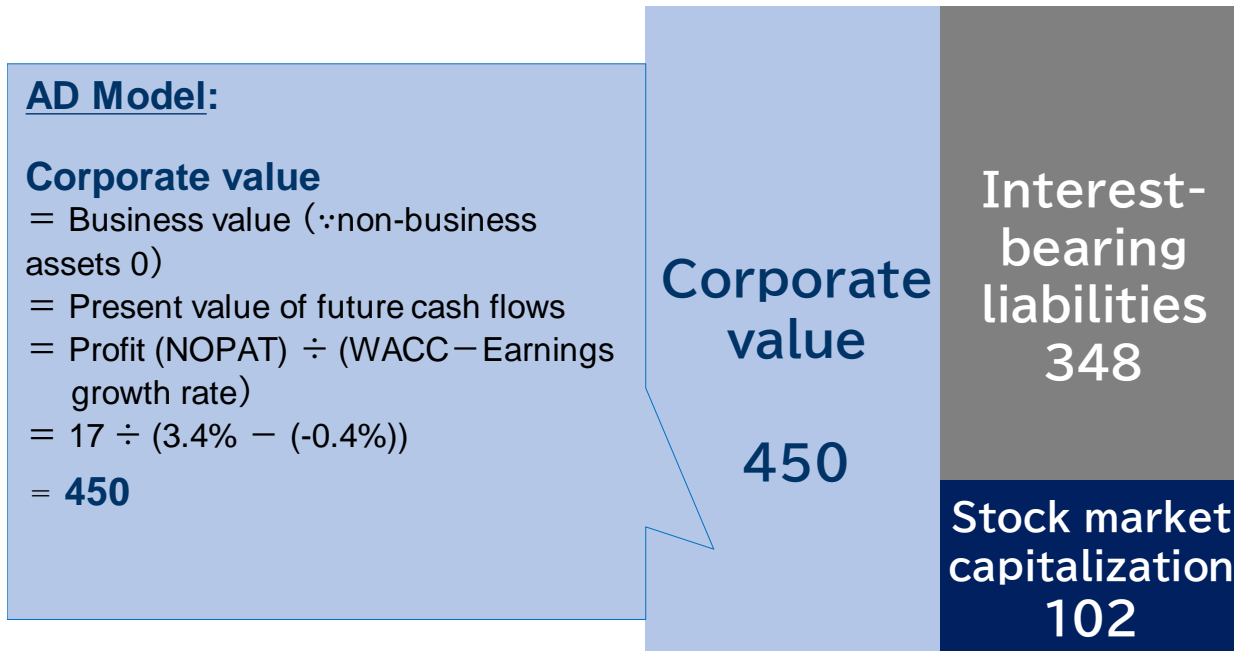 AD Model:
Corporate value
＝ Business value（∵non-business
assets 0）
＝ Present value of future cash flows
＝ Profit (NOPAT) ÷ (WACC－Earnings
growth rate）
＝ 17 ÷ (3.4% － (-0.4%))
= 450
Corporate
value
450
Interest-
bearing
liabilities
348
Stock market
capitalization
102